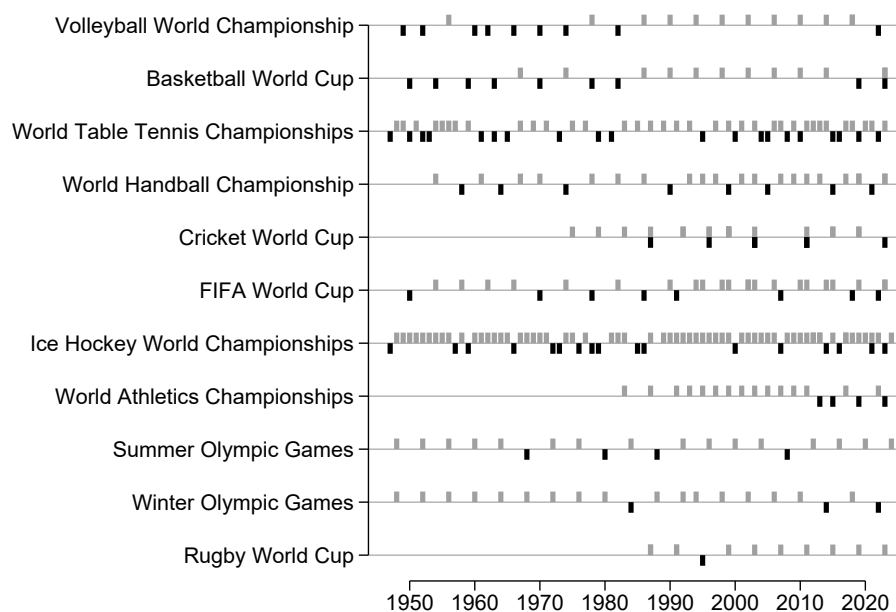 Volleyball World Championship
Basketball World Cup
World Table Tennis Championships
World Handball Championship
Cricket World Cup
FIFA World Cup
Ice Hockey World Championships
World Athletics Championships
Summer Olympic Games
Winter Olympic Games
Rugby World Cup
1950 1960 1970 1980 1990 2000 2010 2020